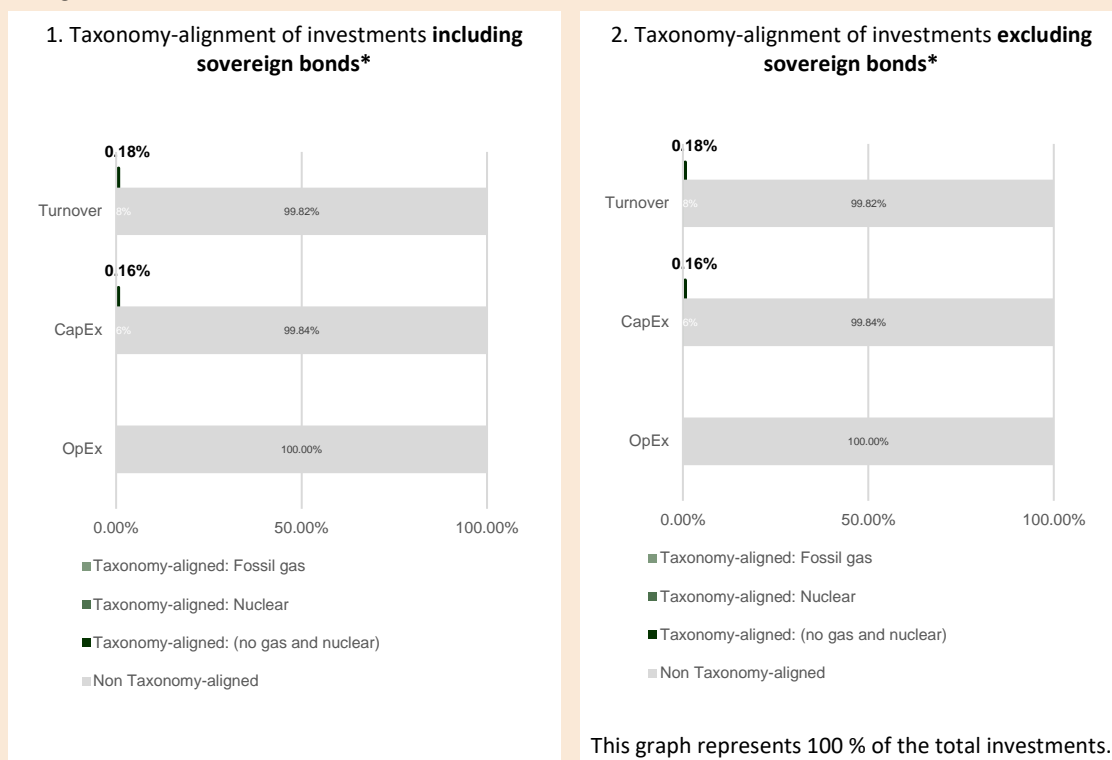 1. Taxonomy-alignment of investments including
sovereign bonds*
0.18%
Turnover
8%
99.82%
0.16%
CapEx
6%
99.84%
OpEx
100.00%
0.00%
50.00%
100.00%
Taxonomy-aligned: Fossil gas
Taxonomy-aligned: Nuclear
Taxonomy-aligned: (no gas and nuclear)
Non Taxonomy-aligned
2. Taxonomy-alignment of investments excluding
sovereign bonds*
0.18%
Turnover
8%
99.82%
0.16%
CapEx
6%
99.84%
OpEx
100.00%
0.00%
50.00%
100.00%
Taxonomy-aligned: Fossil gas
Taxonomy-aligned: Nuclear
Taxonomy-aligned: (no gas and nuclear)
Non Taxonomy-aligned
This graph represents 100 % of the total investments.